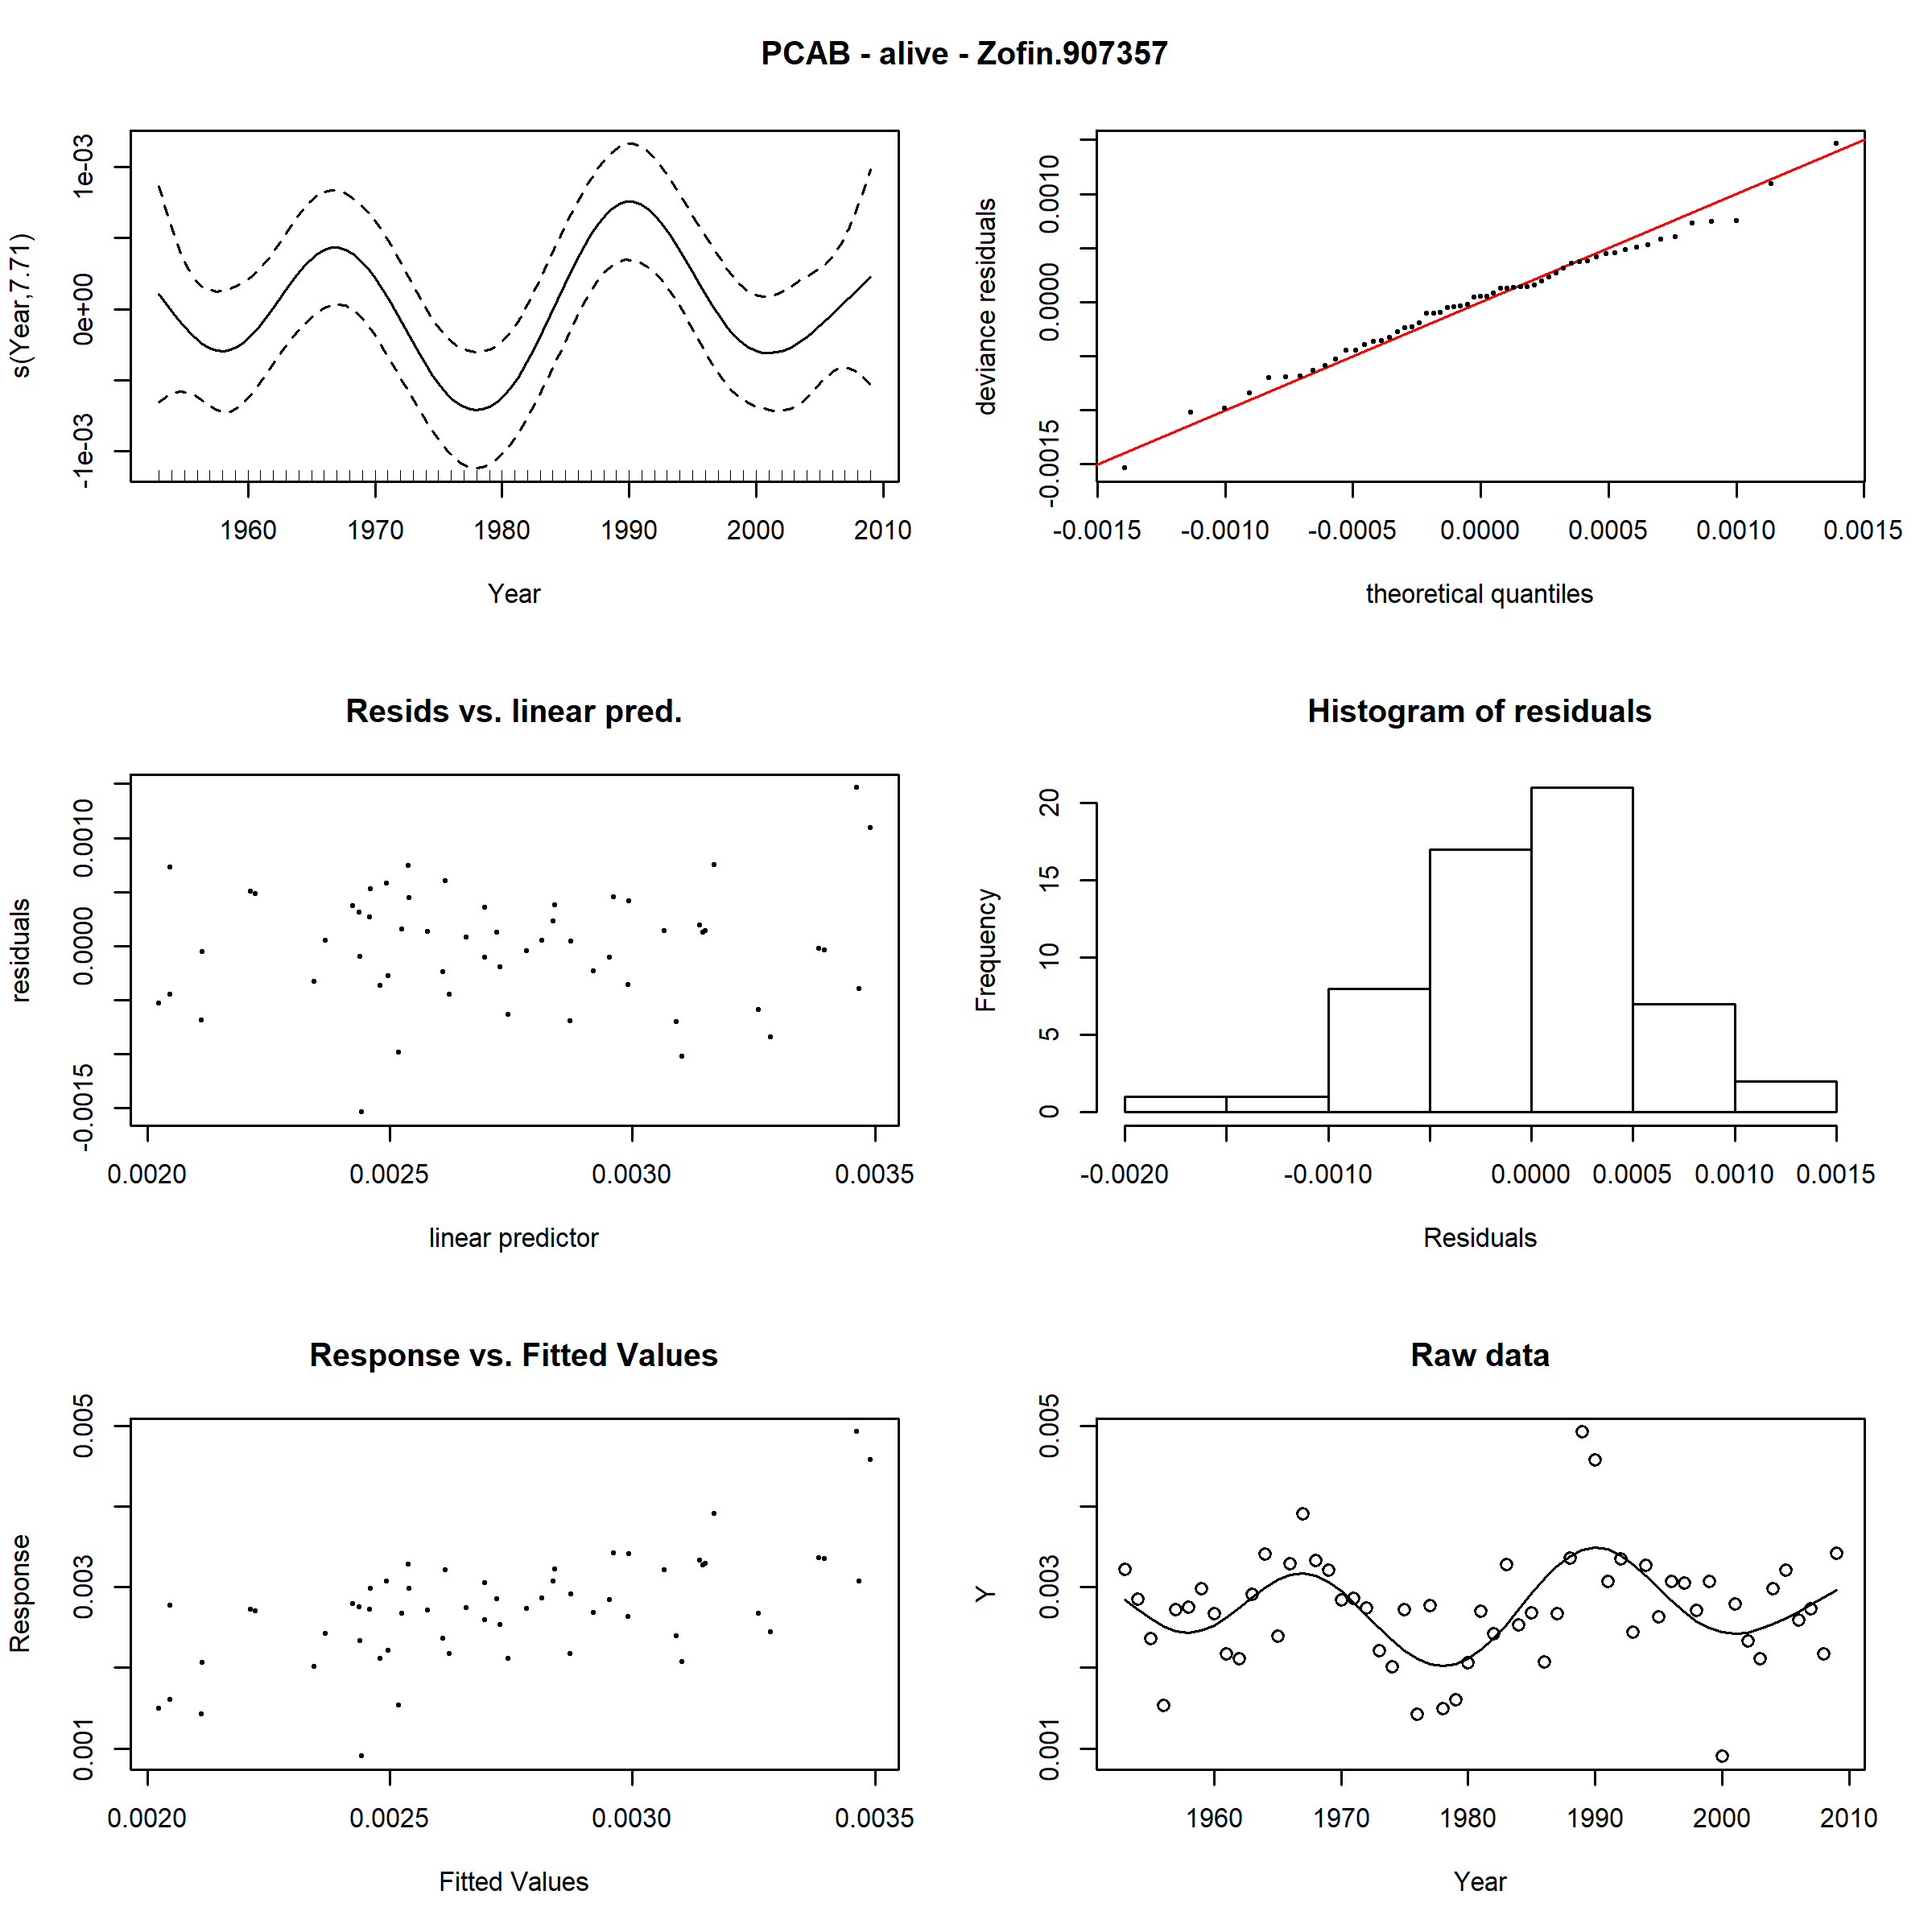 PCAB - alive - Zofin.907357
s(Year,7.71)
-1e-03 0e+00 1e-03
1960 1970 1980 1990 2000 2010
Year
deviance residuals
-0.0015 0.0000 0.0010
-0.0015 -0.0010 -0.0005 0.0000 0.0005 0.0010 0.0015
theoretical quantiles
Resids vs. linear pred.
residuals
-0.0015 0.0000 0.0010
0.0020 0.0025 0.0030 0.0035
linear predictor
Histogram of residuals
Frequency
0 5 10 15 20
-0.0020 -0.0010 0.0000 0.0005 0.0010 0.0015
Residuals
Response vs. Fitted Values
Response
0.001 0.003 0.005
0.0020 0.0025 0.0030 0.0035
Fitted Values
Raw data
Y
0.001 0.003 0.005
1960 1970 1980 1990 2000 2010
Year